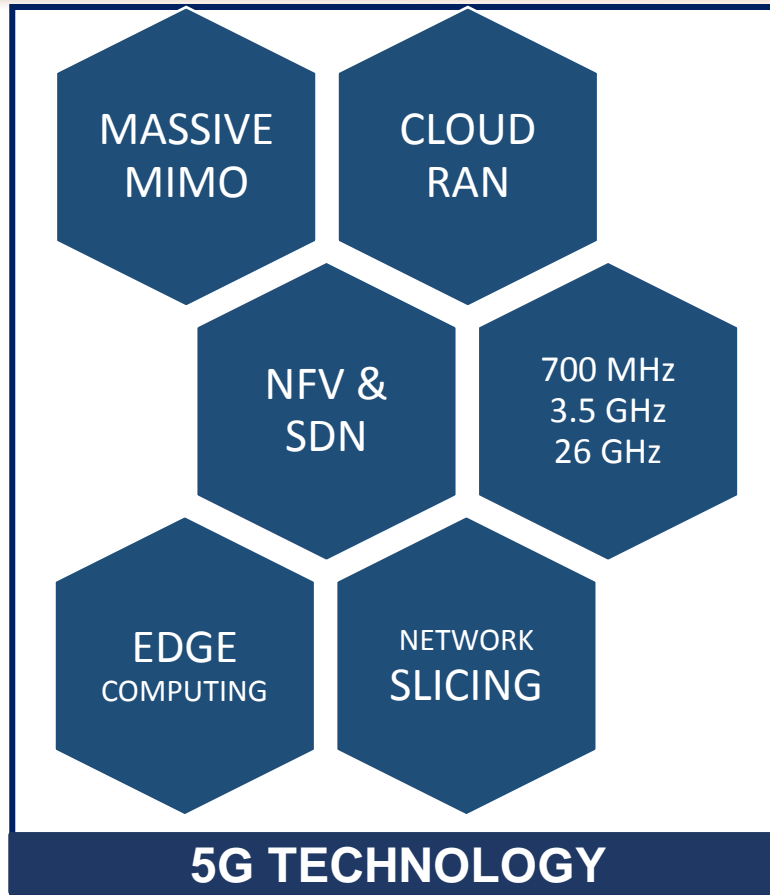 MASSIVE
MIMO
CLOUD
RAN
NFV &
SDN
700 MHz
3.5 GHz
26 GHz
EDGE
COMPUTING
NETWORK
SLICING
5G TECHNOLOGY